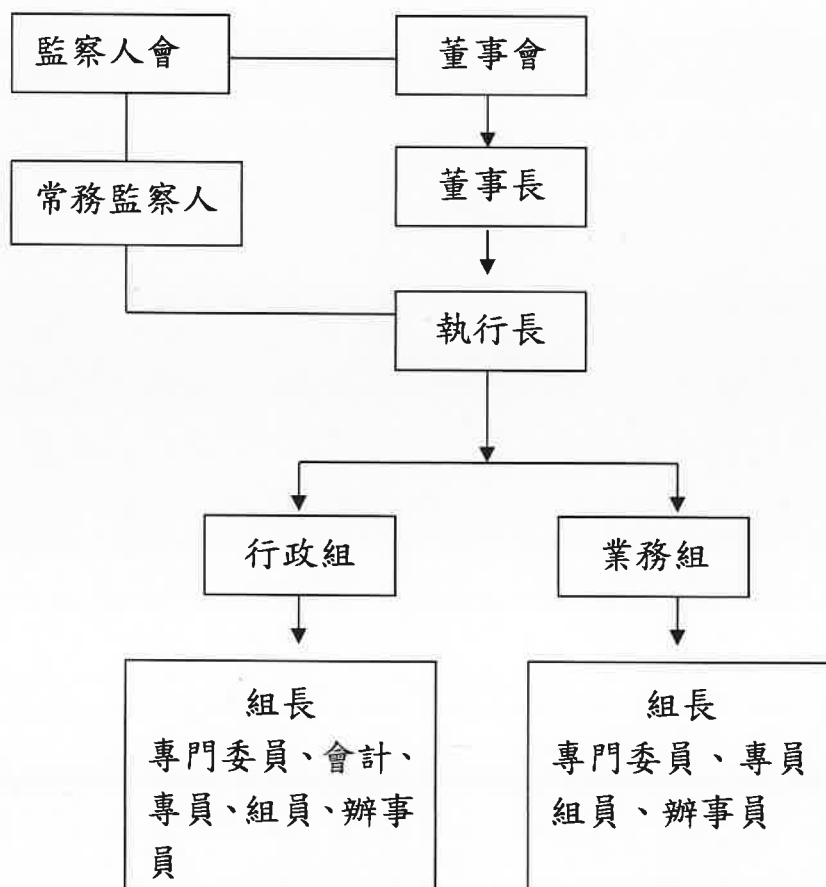 監察人會
董事會
常務監察人
董事長
執行長
行政組
業務組
組長
專門委員、會計、
專員、組員、辦事
員
組長
專門委員、專員
組員、辦事員